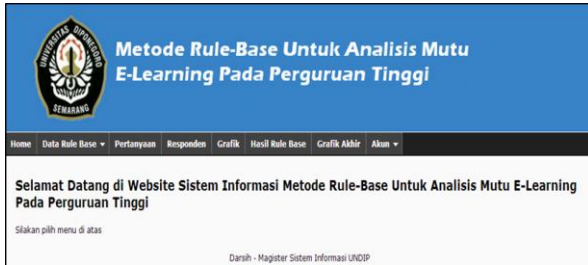 UNIVERSITAS DIPONEGORO
SEMARANG
Metode Rule-Base Untuk Analisis Mutu
E-Learning Pada Perguruan Tinggi
Home Data Rule Base Pertanyaan Responden Grafik Hasil Rule Base Grafik Akhir Akun
Selamat Datang di Website Sistem Informasi Metode Rule-Base Untuk Analisis Mutu E-Learning
Pada Perguruan Tinggi
Silakan pilih menu di atas
Darsih - Magister Sistem Informasi UNDIP